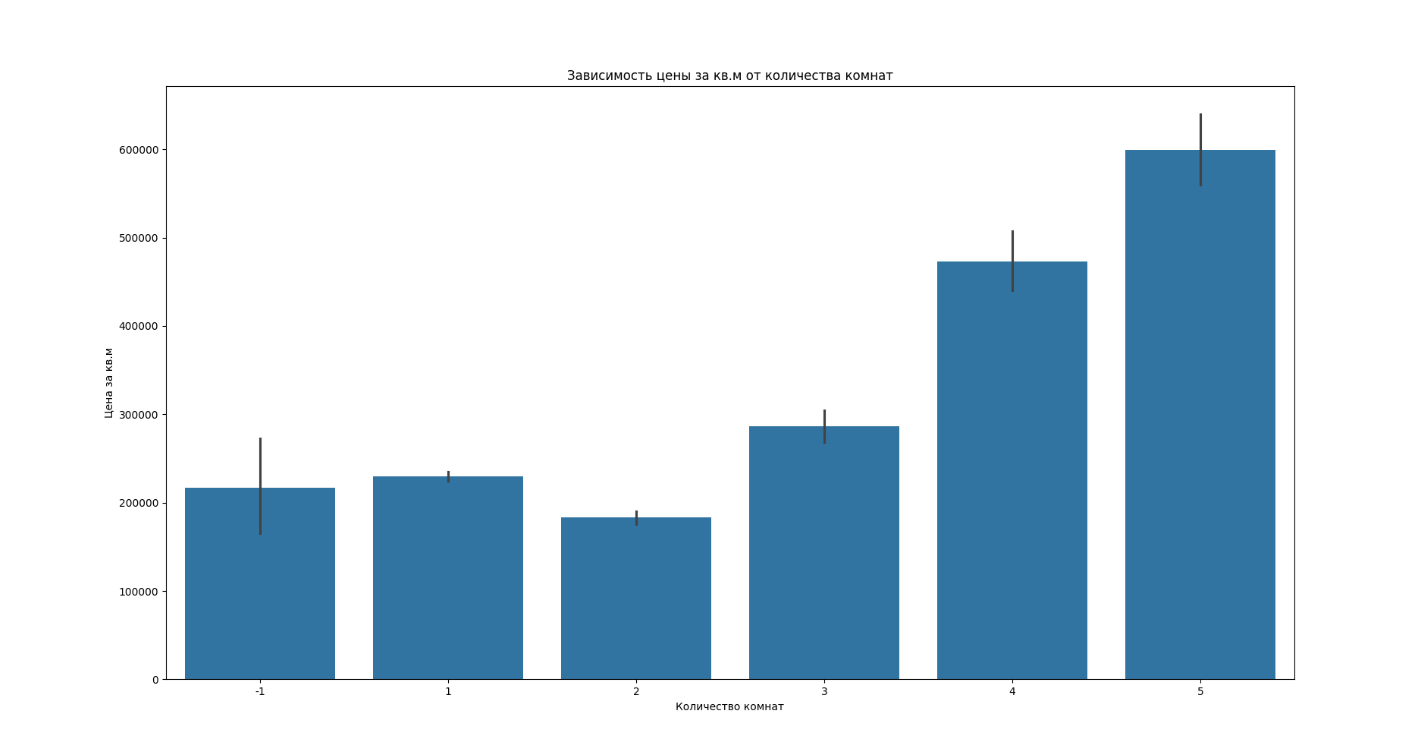 Зависимость цены за кв.м от количества комнат
600000
500000
400000
300000
200000
100000
0
Цена за кв.м
-1 1 2 3 4 5
Количество комнат